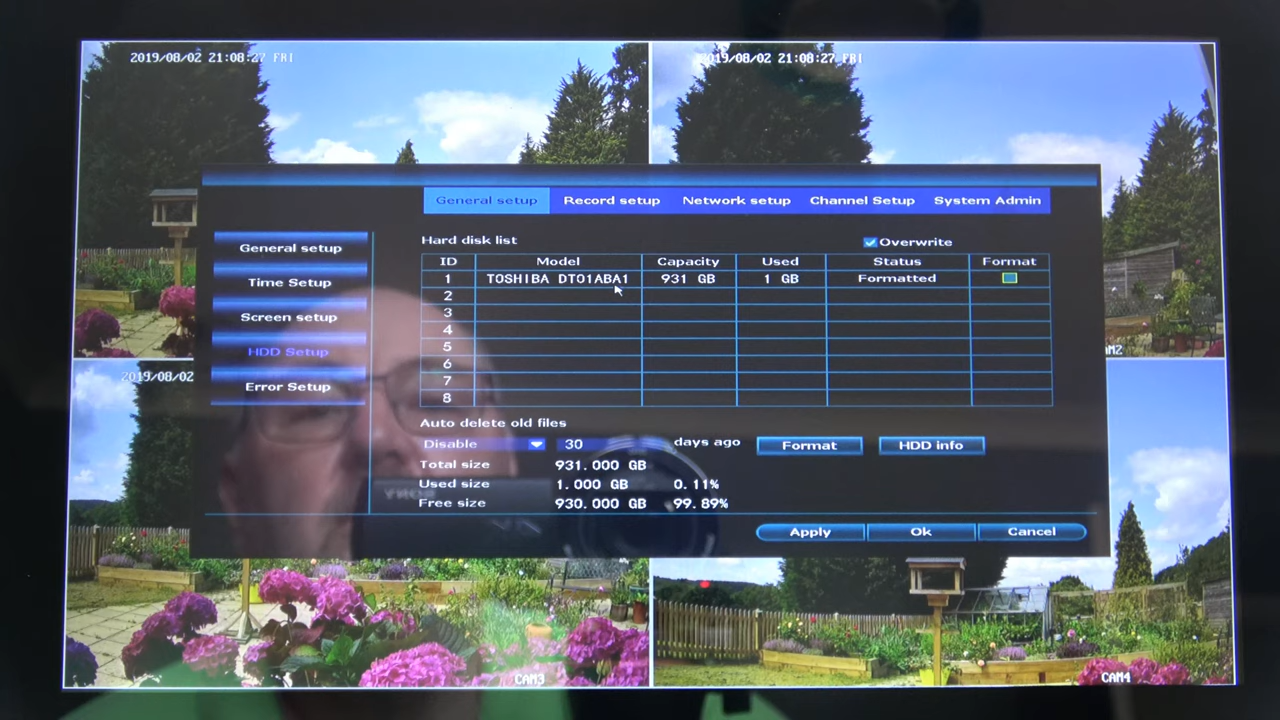 2019/08/02 21:08:27 FRI
2019/08/02 21:08:27 FRI
General setup Record setup Network setup Channel Setup System Admin
General setup
Time Setup
Screen setup
HDD Setup
Error Setup
Hard disk list
Overwrite
ID Model Capacity Used Status Format
1 TOSHIBA DT01ABA1 931 GB 1 GB Formatted
2
3
4
5
6
7
8
Auto delete old files
Disable 30 days ago Format HDD info
Total size 931.000 GB
Used size 1.000 GB 0.11%
Free size 930.000 GB 99.89%
Apply Ok Cancel
2019/08/02
CAM3
CAM4
SONY